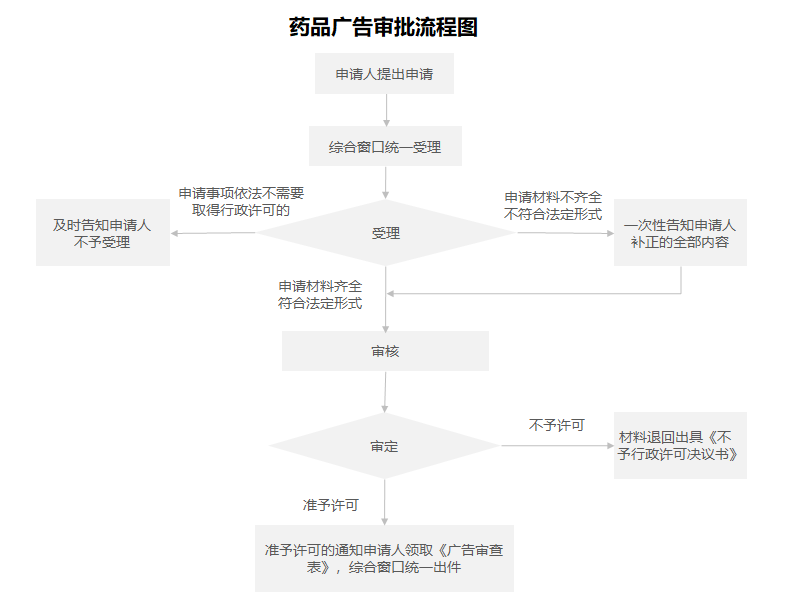 药品广告审批流程图
申请人提出申请
综合窗口统一受理
申请事项依法不需要
取得行政许可的
申请材料不齐全
不符合法定形式
及时告知申请人
不予受理
受理
一次性告知申请人
补正的全部内容
申请材料齐全
符合法定形式
审核
审定
不予许可
材料退回出具《不
予行政许可决议书》
准予许可
准予许可的通知申请人领取《广告审查
表》，综合窗口统一出件